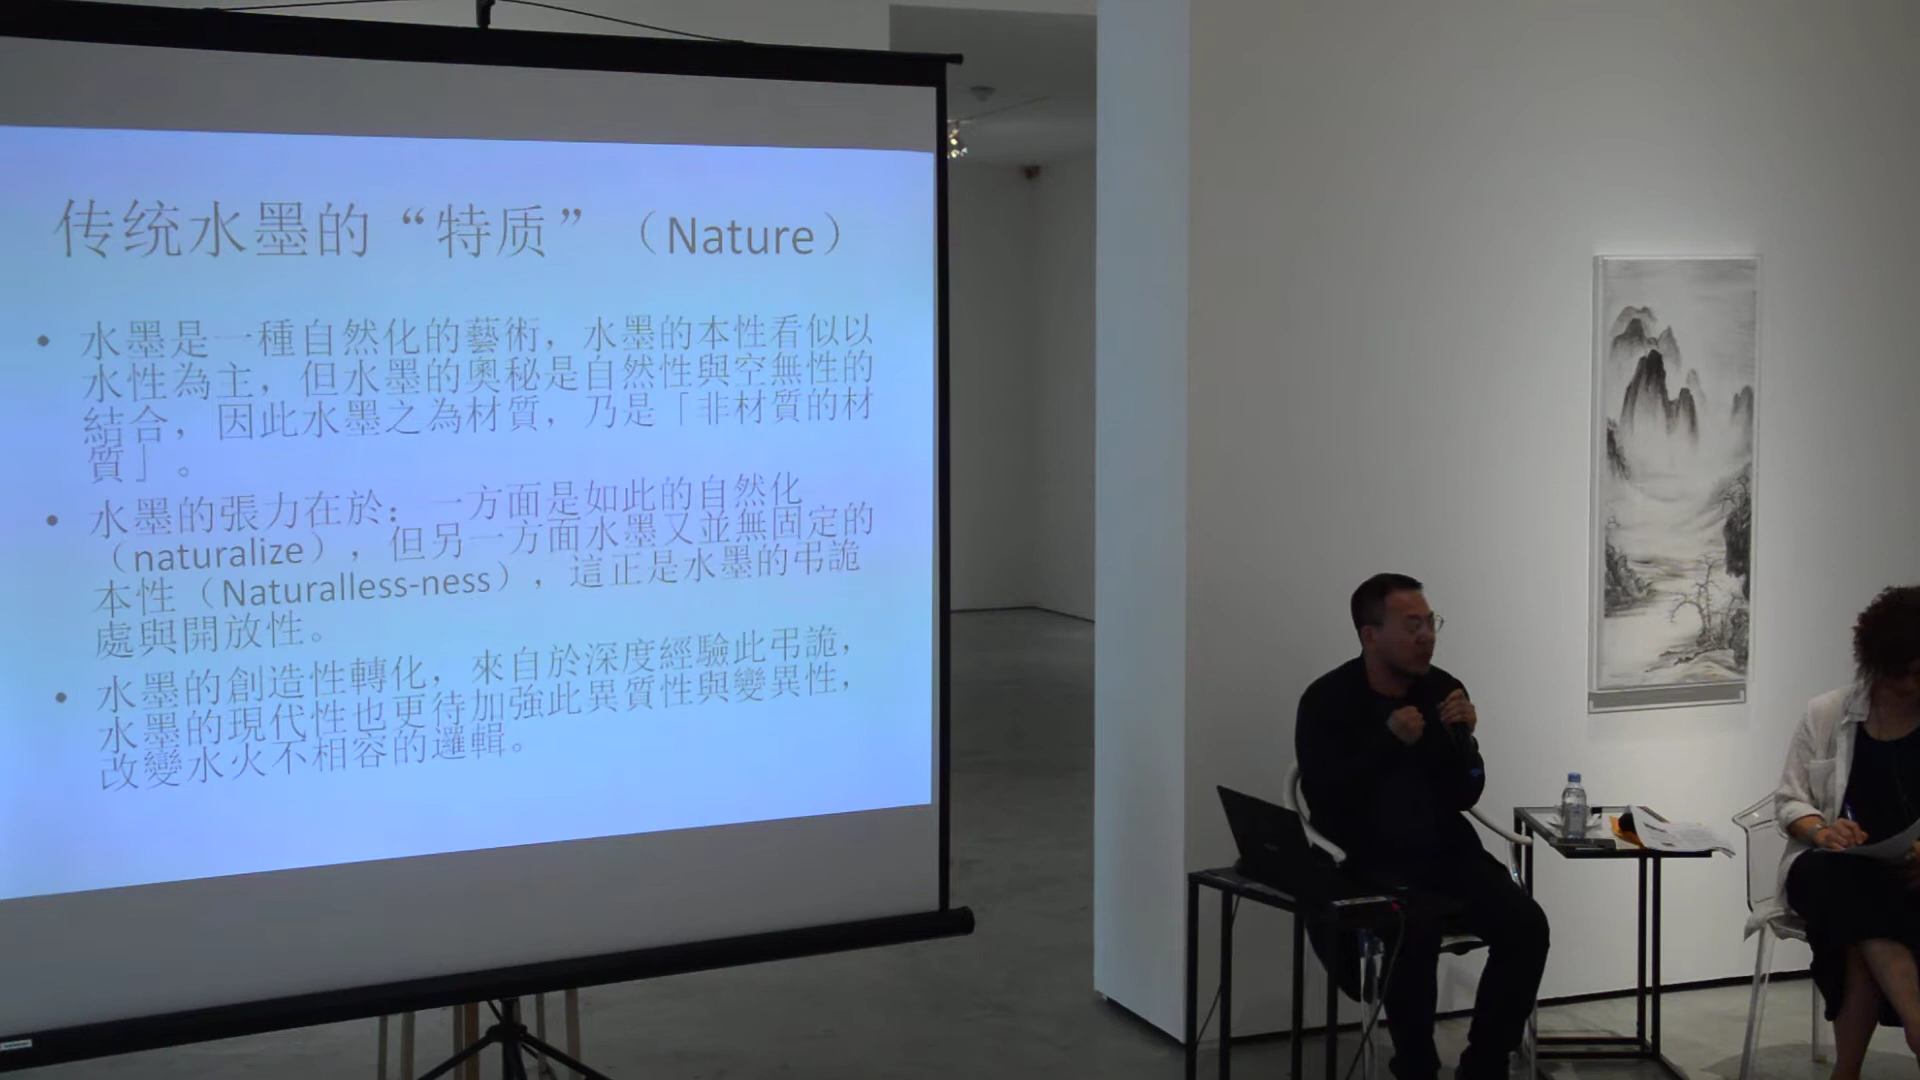 传统水墨的“特质”（Nature）
• 水墨是一種自然化的藝術，水墨的本性看似以
水性為主，但水墨的奧秘是自然性與空無性的
結合，因此水墨之為材質，乃是「非材質的材
質」。
• 水墨的張力在於：一方面是如此的自然化
（naturalize），但另一方面水墨又並無固定的
本性（Naturalless-ness），這正是水墨的弔詭
處與開放性。
• 水墨的創造性轉化，來自於深度經驗此弔詭，
水墨的現代性也更待加強此異質性與變異性，
改變水火不相容的邏輯。